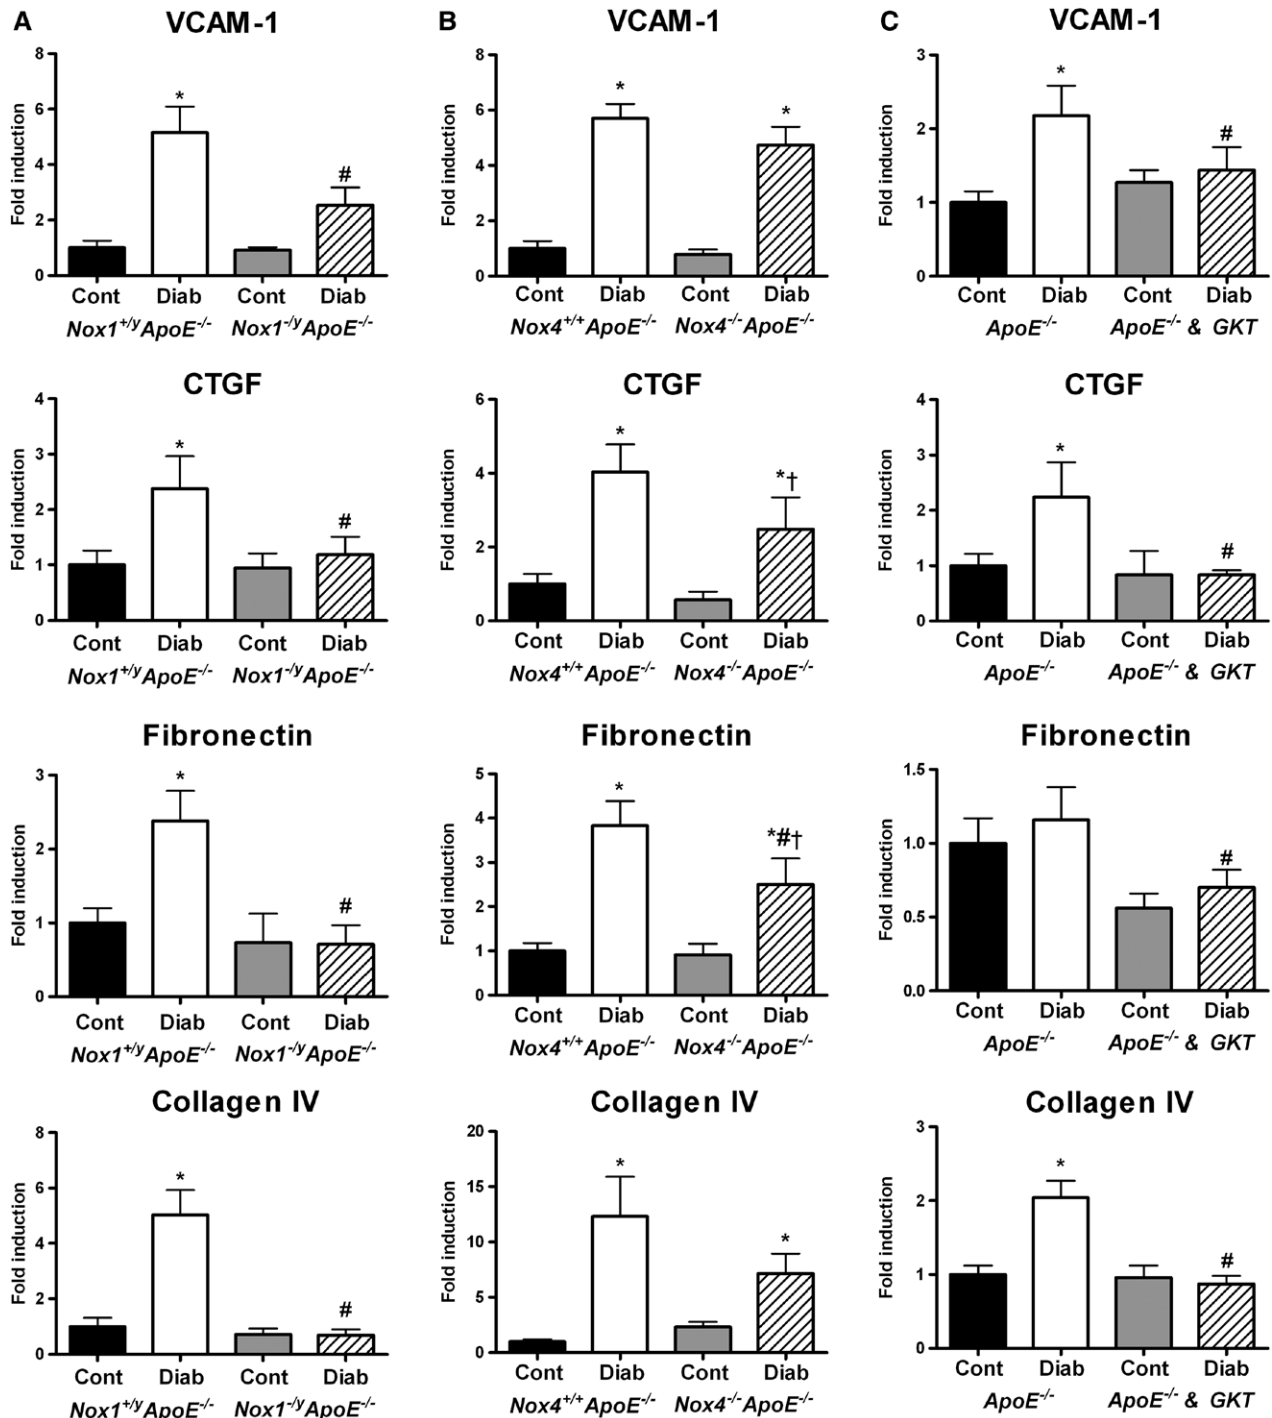 A
VCAM-1
8
6
4
2
0
Fold induction
*
#
Cont Diab Cont Diab
Nox1+/yApoE-/- Nox1-/yApoE-/-
B
VCAM-1
8
6
4
2
0
Fold induction
*
*
Cont Diab Cont Diab
Nox4+/+ApoE-/- Nox4-/-ApoE-/-
C
VCAM-1
3
2
1
0
Fold induction
*
#
Cont Diab Cont Diab
ApoE-/- ApoE-/- & GKT
CTGF
4
3
2
1
0
Fold induction
*
#
Cont Diab Cont Diab
Nox1+/yApoE-/- Nox1-/yApoE-/-
CTGF
6
4
2
0
Fold induction
*
*†
Cont Diab Cont Diab
Nox4+/+ApoE-/- Nox4-/-ApoE-/-
CTGF
4
3
2
1
0
Fold induction
*
#
Cont Diab Cont Diab
ApoE-/- ApoE-/- & GKT
Fibronectin
3
2
1
0
Fold induction
*
#
Cont Diab Cont Diab
Nox1+/yApoE-/- Nox1-/yApoE-/-
Fibronectin
5
4
3
2
1
0
Fold induction
*
*#†
Cont Diab Cont Diab
Nox4+/+ApoE-/- Nox4-/-ApoE-/-
Fibronectin
1.5
1.0
0.5
0.0
Fold induction
#
Cont Diab Cont Diab
ApoE-/- ApoE-/- & GKT
Collagen IV
8
6
4
2
0
Fold induction
*
#
Cont Diab Cont Diab
Nox1+/yApoE-/- Nox1-/yApoE-/-
Collagen IV
20
15
10
5
0
Fold induction
*
*
Cont Diab Cont Diab
Nox4+/+ApoE-/- Nox4-/-ApoE-/-
Collagen IV
3
2
1
0
Fold induction
*
#
Cont Diab Cont Diab
ApoE-/- ApoE-/- & GKT